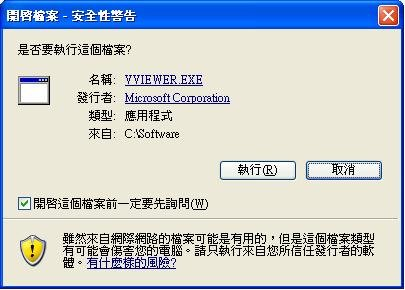 開啓檔案 - 安全性警告
是否要執行這個檔案?
名稱: VVIEWER.EXE
發行者: Microsoft Corporation
類型: 應用程式
來自: C:\Software
執行(R) 取消
開啓這個檔案前一定要先詢問(W)
雖然來自網際網路的檔案可能是有用的，但是這個檔案類型
有可能會傷害您的電腦。請只執行來自您所信任發行者的軟
體。有什麼樣的風險?